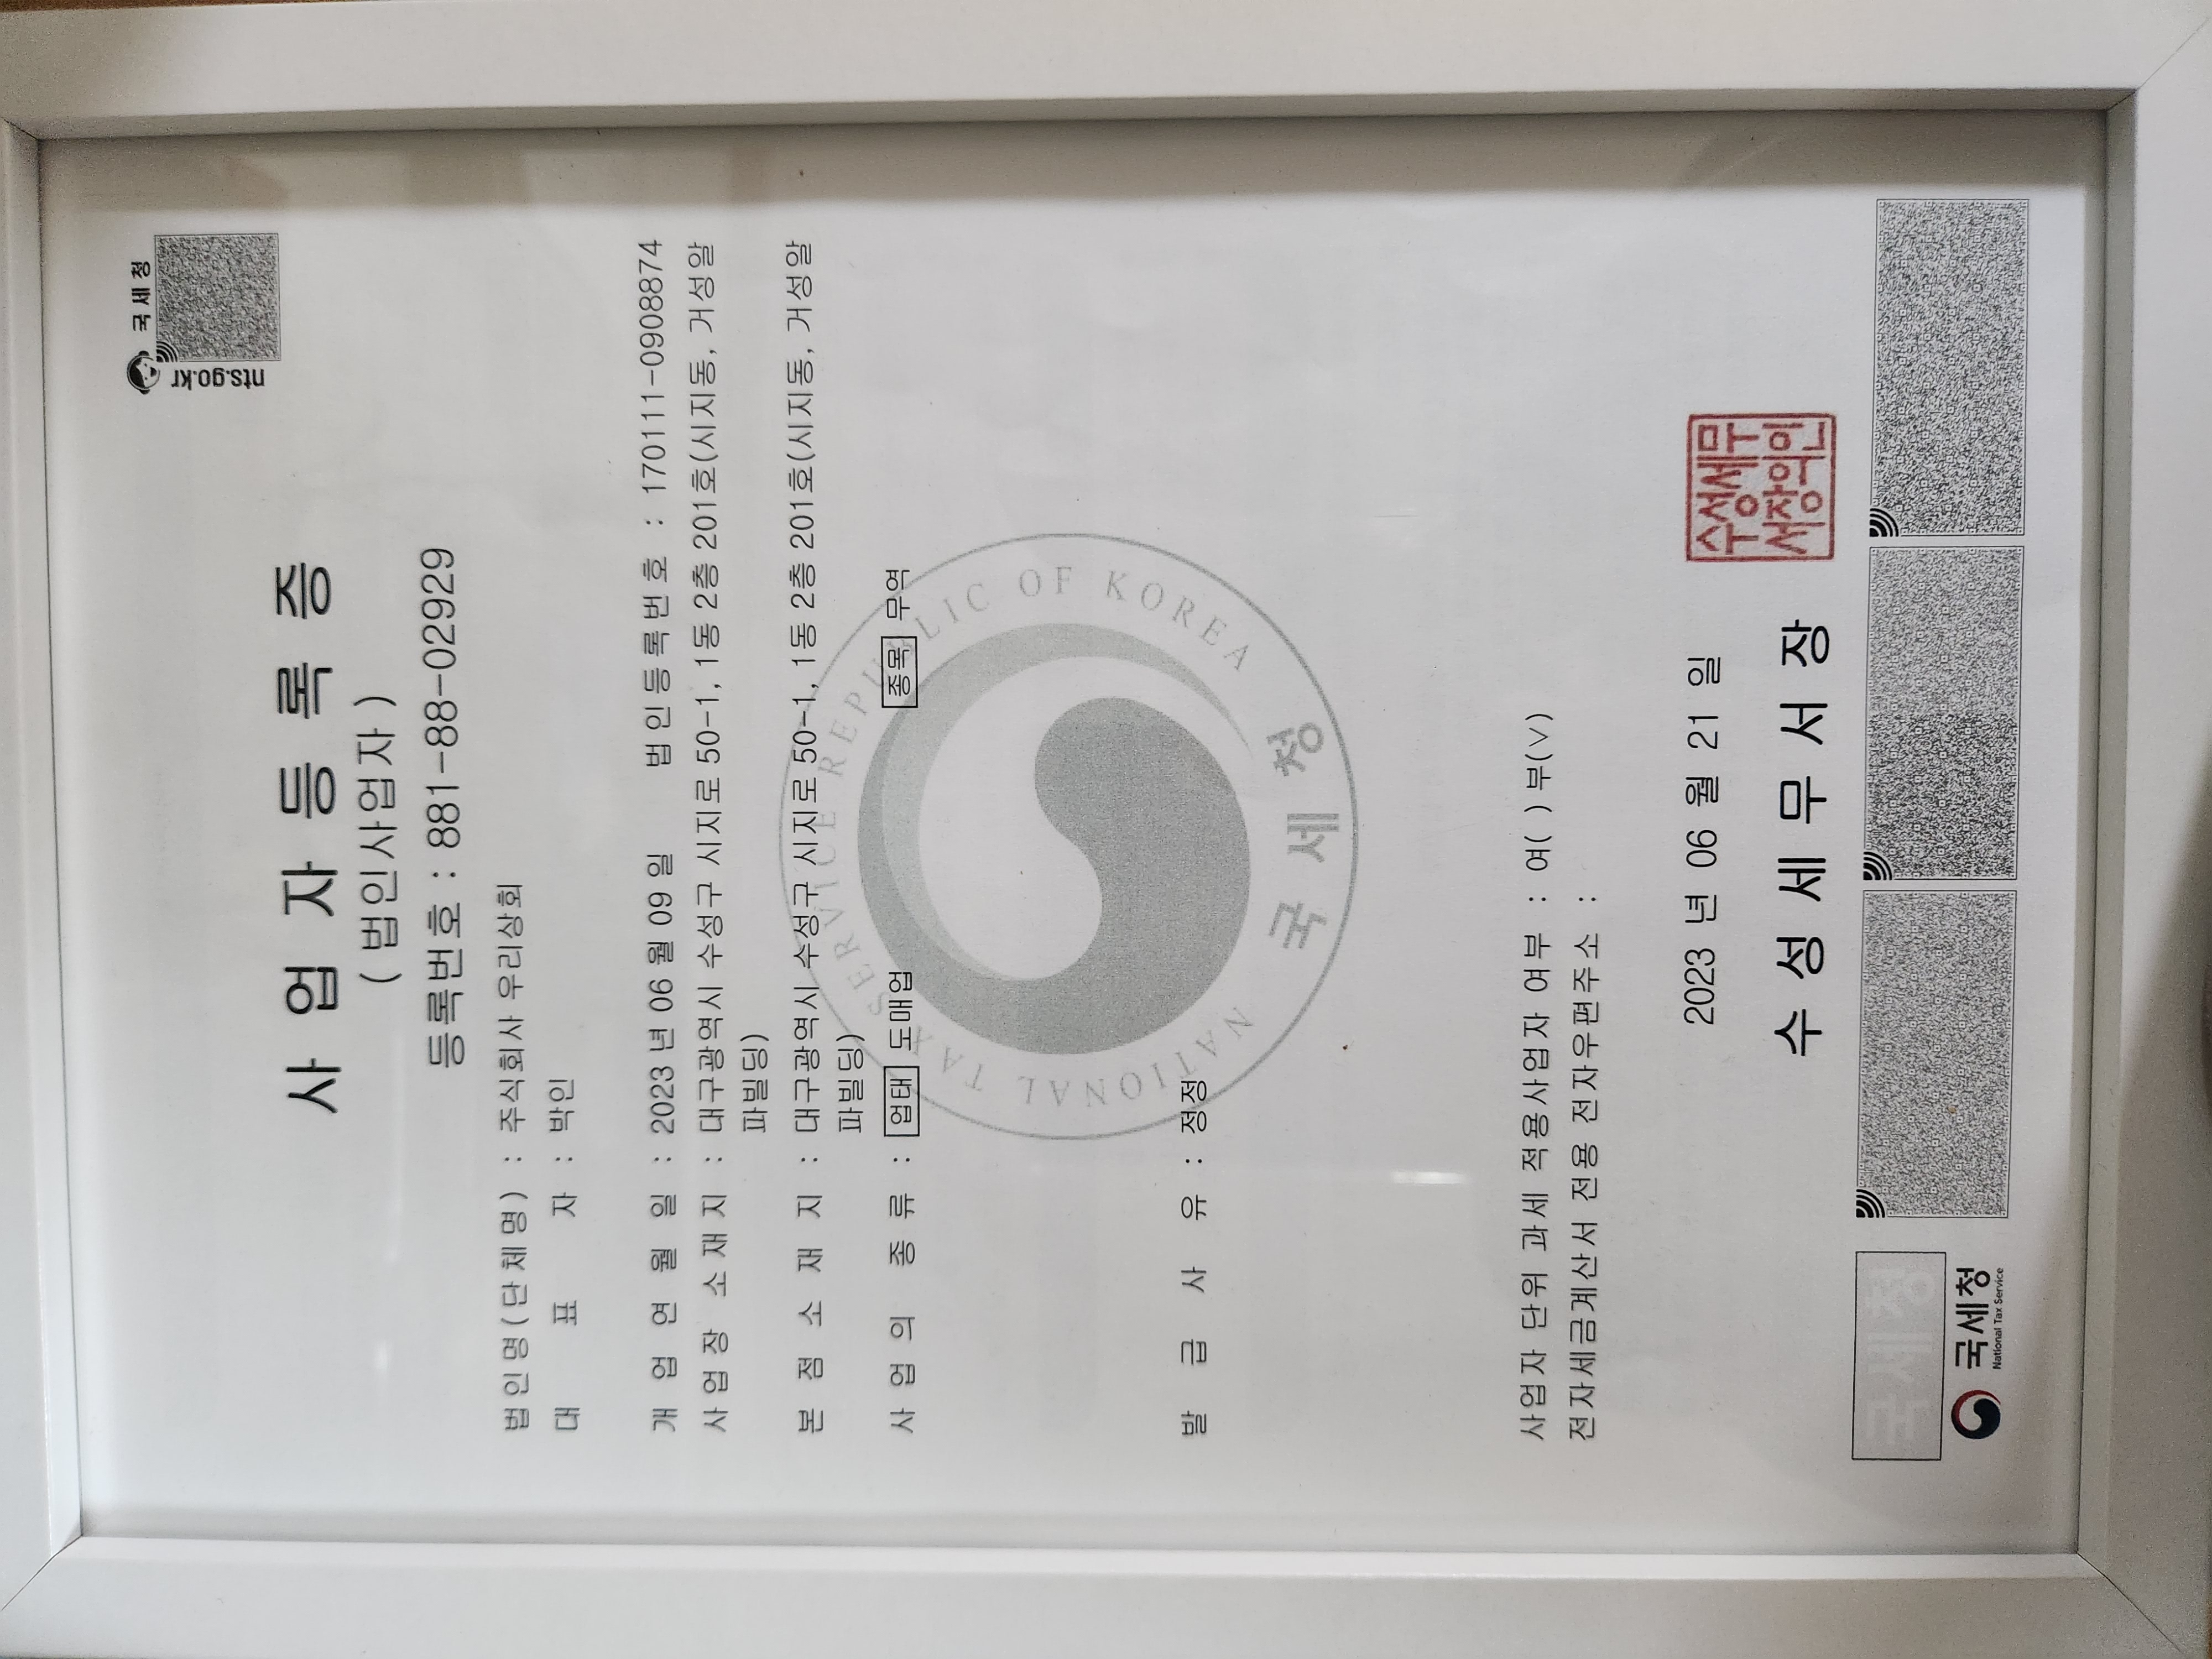 국세청
nts.go.kr
사업자등록증
( 법인사업자 )
등록번호 : 881-88-02929
법인명(단체명) : 주식회사 우리상회
대 표 자 : 박인
개 업 연 월 일 : 2023 년 06 월 09 일 법인등록번호 : 170111-0908874
사업장 소재지 : 대구광역시 수성구 시지로 50-1, 1동 2층 201호(시지동, 거성알
파빌딩)
본 점 소 재 지 : 대구광역시 수성구 시지로 50-1, 1동 2층 201호(시지동, 거성알
파빌딩)
사 업 의 종 류 : 업태 도매업 종목 무역
NATIONAL TAX SERVICE REPUBLIC OF KOREA
국세청
발 급 사 유 : 정정
사업자 단위 과세 적용사업자 여부 : 여( ) 부(∨)
전자세금계산서 전용 전자우편주소 :
2023 년 06 월 21 일
수 성 세 무 서 장
수성세무
서장의인
국세청
국세청
National Tax Service